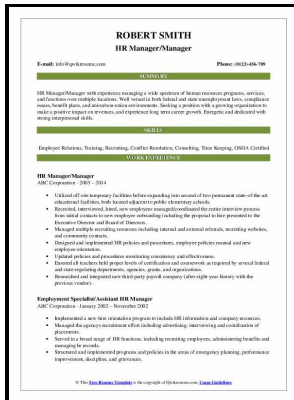 ROBERT SMITH
HR Manager/Manager
E-mail: info@qwikresume.com Phone: (0123)-456-789
SUMMARY
HR Manager/Manager with experience managing a wide spectrum of human resources programs, services,
and functions over multiple locations. Well versed in both federal and state unemployment laws, compliance
issues, benefit plans, and union/non-union environments. Seeking a position with a growing organization to
make a positive impact on revenues, and experience long term career growth. Energetic and dedicated with
strong interpersonal skills.
SKILLS
Employee Relations, Training, Recruiting, Conflict Resolution, Consulting, Time Keeping, OSHA Certified
WORK EXPERIENCE
HR Manager/Manager
ABC Corporation - 2005 – 2014
• Utilized off-site temporary facilities before expanding into second of two permanent state-of-the-art
educational facilities, both located adjacent to public elementary schools.
• Recruited, interviewed, hired, new employees managed/coordinated the entire interview process
from initial contacts to new employee onboarding including the proposal to hire presented to the
Executive Director and Board of Directors.
• Managed multiple recruiting resources including internal and external referrals, recruiting websites,
and community contacts.
• Designed and implemented HR policies and procedures, employee policies manual and new
employee orientation.
• Updated policies and procedures monitoring consistency and effectiveness.
• Ensured all teachers held proper levels of certification and coursework as required by several federal
and state regulating departments, agencies, grants, and organizations.
• Researched and integrated new third party payroll company (after eight-year history with the
previous vendor).
Employment Specialist/Assistant HR Manager
ABC Corporation - January 2002 – November 2002
• Implemented a new-hire orientation program to include HR information and company resources.
• Managed the agency's recruitment effort including advertising, interviewing and coordination of
placements.
• Served in a broad range of HR functions, including recruiting employees, administering benefits and
managing hr records.
• Structured and implemented programs and policies in the areas of emergency planning, performance
improvement, discipline, and grievances.
© This Free Resume Template is the copyright of Qwikresume.com. Usage Guidelines